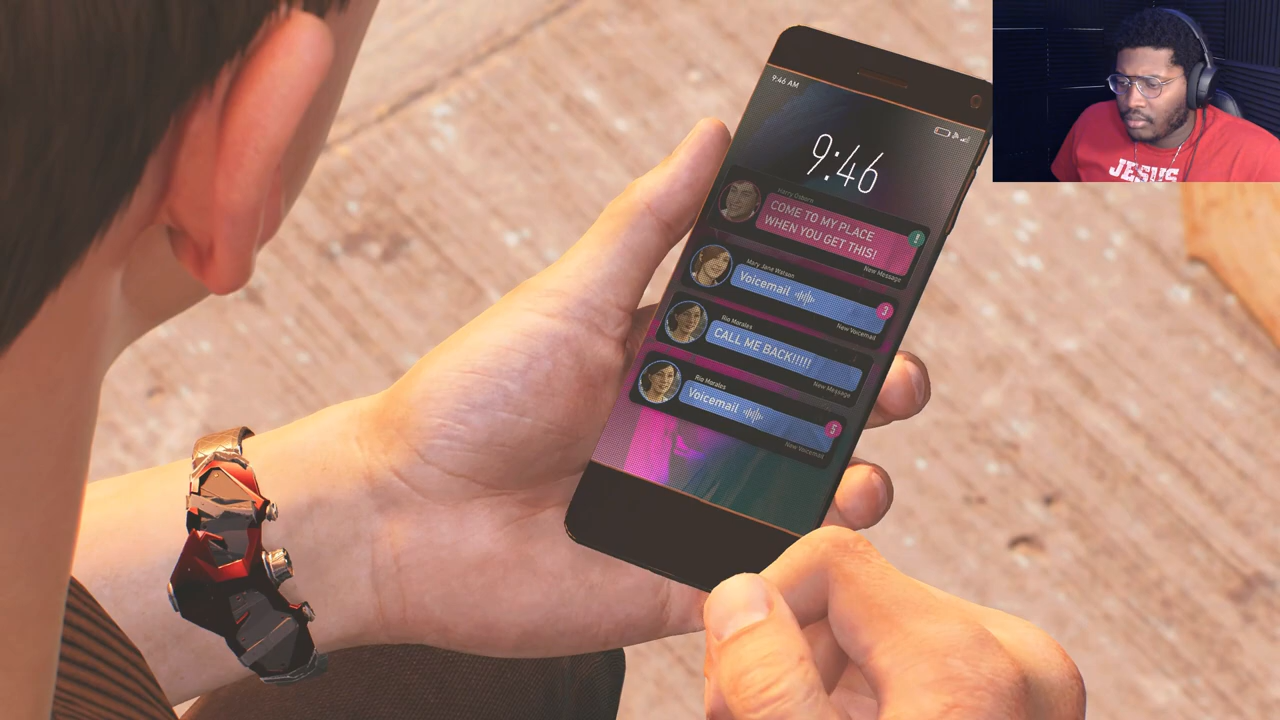 9:46 AM
9:46
Harry Osborn
COME TO MY PLACE
WHEN YOU GET THIS!
New Message
Mary Jane Watson
Voicemail
3
New Voicemail
Rio Morales
CALL ME BACK!!!!!
New Message
Rio Morales
Voicemail
5
New Voicemail
JESUS